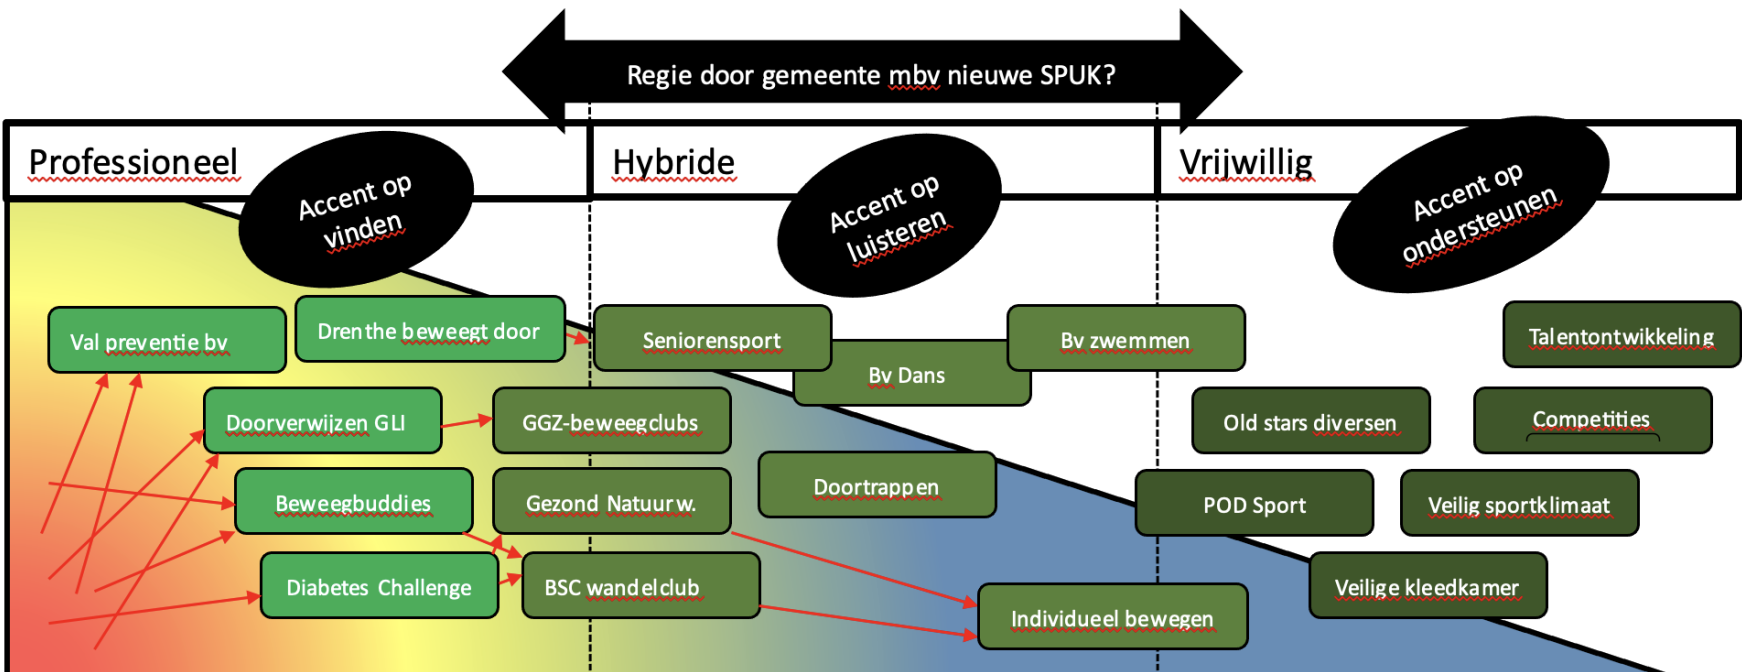 Regie door gemeente mbv nieuwe SPUK?
Professioneel
Hybride
Vrijwillig
Accent op
vinden
Accent op
luisteren
Accent op
ondersteunen
Val preventie bv
Drenthe beweegt door
Seniorensport
Bv Dans
Bv zwemmen
Talentontwikkeling
Doorverwijzen GLI
GGZ-beweegclubs
Old stars diversen
Competities
Beweegbuddies
Gezond Natuur w.
Doortrappen
POD Sport
Veilig sportklimaat
Diabetes Challenge
BSC wandelclub
Individueel bewegen
Veilige kleedkamer